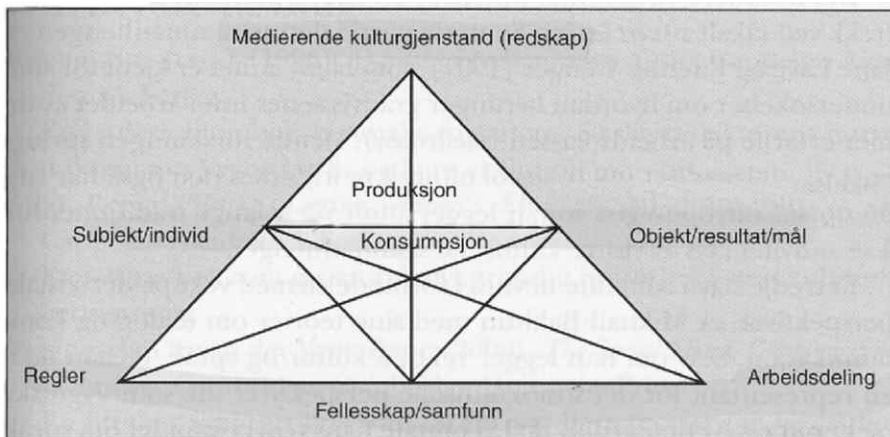 Medierende kulturgjenstand (redskap)
Produksjon
Subjekt/individ
Konsumpsjon
Objekt/resultat/mål
Regler
Arbeidsdeling
Fellesskap/samfunn